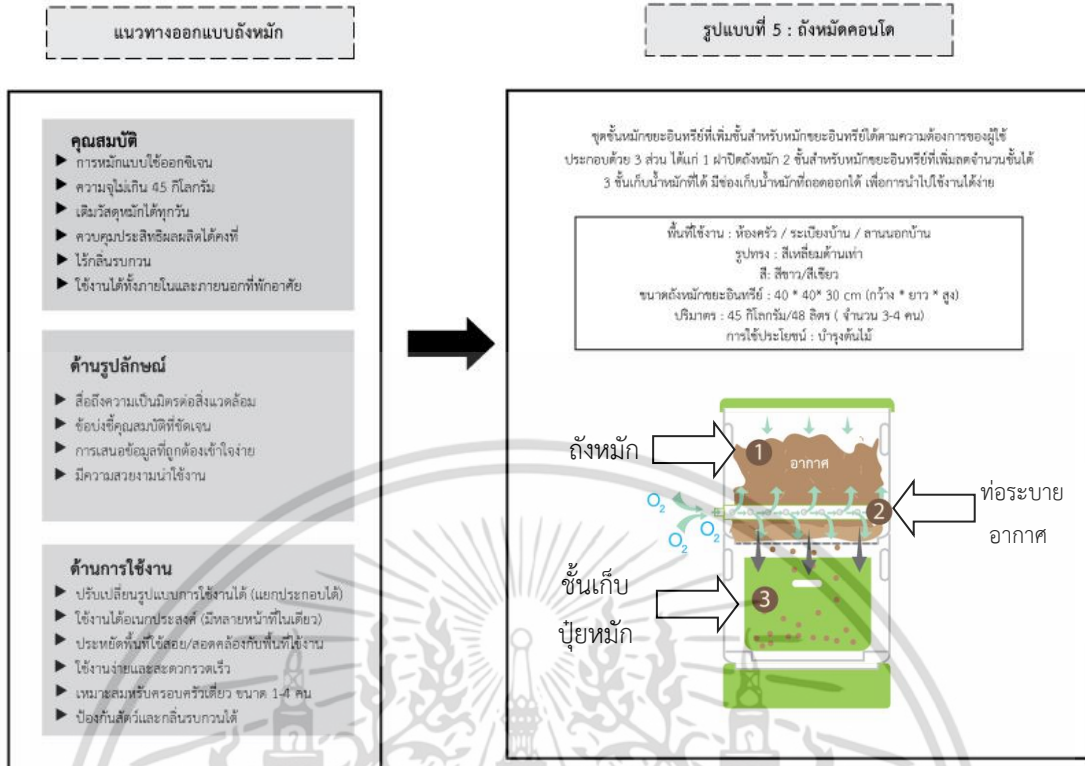 แนวทางออกแบบถังหมัก
คุณสมบัติ
▶ การหมักแบบใช้ออกซิเจน
▶ ความจุไม่เกิน 45 กิโลกรัม
▶ เติมวัสดุหมักได้ทุกวัน
▶ ควบคุมประสิทธิผลผลิตได้คงที่
▶ ไร้กลิ่นรบกวน
▶ ใช้งานได้ทั้งภายในและภายนอกที่พักอาศัย
ด้านรูปลักษณ์
▶ สื่อถึงความเป็นมิตรต่อสิ่งแวดล้อม
▶ ข้อบ่งชี้คุณสมบัติที่ชัดเจน
▶ การเสนอข้อมูลที่ถูกต้องเข้าใจง่าย
▶ มีความสวยงามน่าใช้งาน
ด้านการใช้งาน
▶ ปรับเปลี่ยนรูปแบบการใช้งานได้ (แยกประกอบได้)
▶ ใช้งานได้อเนกประสงค์ (มีหลายหน้าที่ในเดียว)
▶ ประหยัดพื้นที่ใช้สอย/สอดคล้องกับพื้นที่ใช้งาน
▶ ใช้งานง่ายและสะดวกรวดเร็ว
▶ เหมาะสมหรับครอบครัวเดี่ยว ขนาด 1-4 คน
▶ ป้องกันสัตว์และกลิ่นรบกวนได้
รูปแบบที่ 5 : ถังหมัดคอนโด
ชุดชั้นหมักขยะอินทรีย์ที่เพิ่มชั้นสำหรับหมักขยะอินทรีย์ได้ตามความต้องการของผู้ใช้
ประกอบด้วย 3 ส่วน ได้แก่ 1 ฝาปิดถังหมัก 2 ชั้นสำหรับหมักขยะอินทรีย์ที่เพิ่มลดจำนวนชั้นได้
3 ชั้นเก็บน้ำหมักที่ได้ มีช่องเก็บน้ำหมักที่ถอดออกได้ เพื่อการนำไปใช้งานได้ง่าย
พื้นที่ใช้งาน : ห้องครัว / ระเบียงบ้าน / ลานนอกบ้าน
รูปทรง : สี่เหลี่ยมด้านเท่า
สี: สีขาว/สีเขียว
ขนาดถังหมักขยะอินทรีย์ : 40 * 40* 30 cm (กว้าง * ยาว * สูง)
ปริมาตร : 45 กิโลกรัม/48 ลิตร ( จำนวน 3-4 คน)
การใช้ประโยชน์ : บำรุงต้นไม้
ถังหมัก
1
อากาศ
O2
O2
O2
2
ท่อระบาย
อากาศ
ชั้นเก็บ
ปุ๋ยหมัก
3